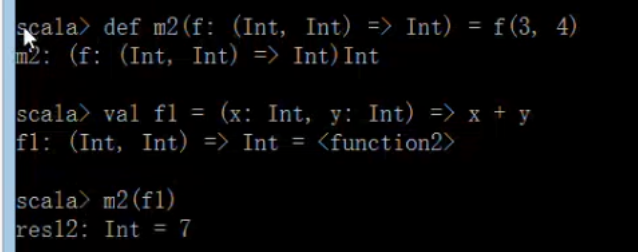 scala> def m2(f: (Int, Int) => Int) = f(3, 4)
m2: (f: (Int, Int) => Int)Int
scala> val f1 = (x: Int, y: Int) => x + y
f1: (Int, Int) => Int = <function2>
scala> m2(f1)
res12: Int = 7